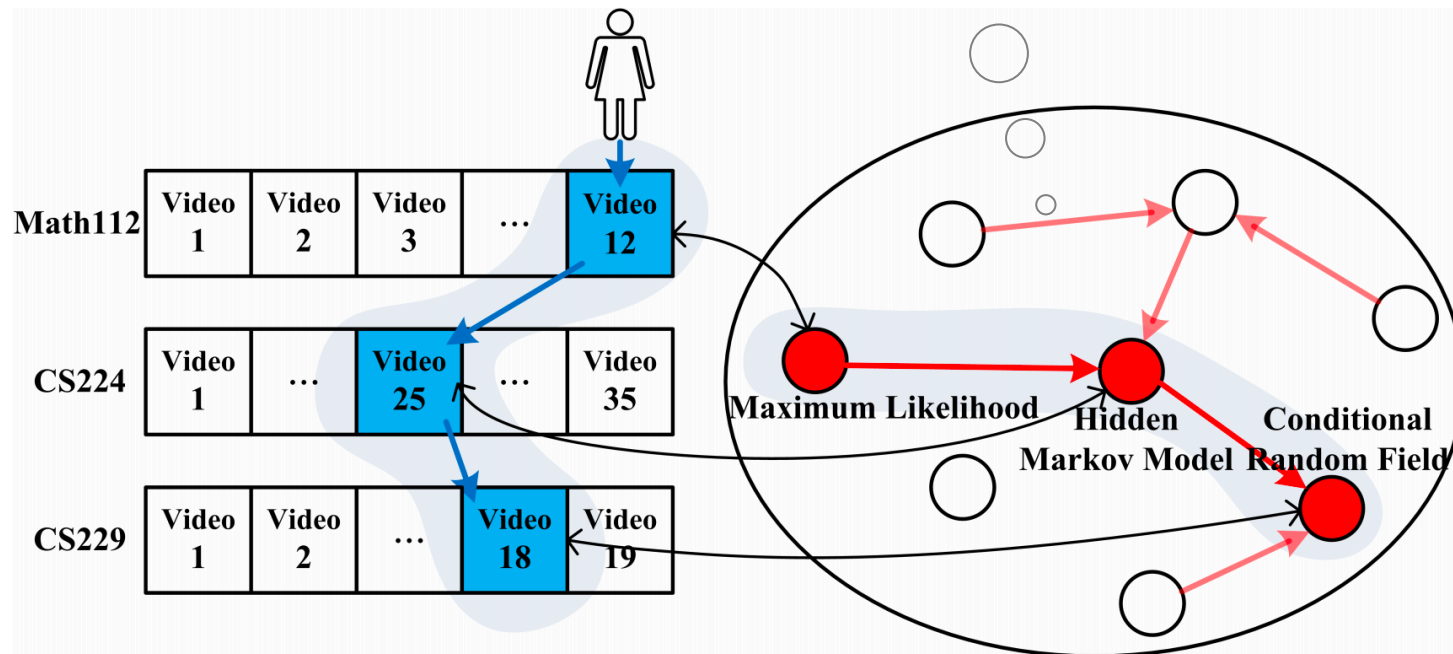 Math112
Video 1
Video 2
Video 3
...
Video 12
CS224
Video 1
...
Video 25
...
Video 35
CS229
Video 1
Video 2
...
Video 18
Video 19
Maximum Likelihood
Hidden
Markov Model
Conditional
Random Field